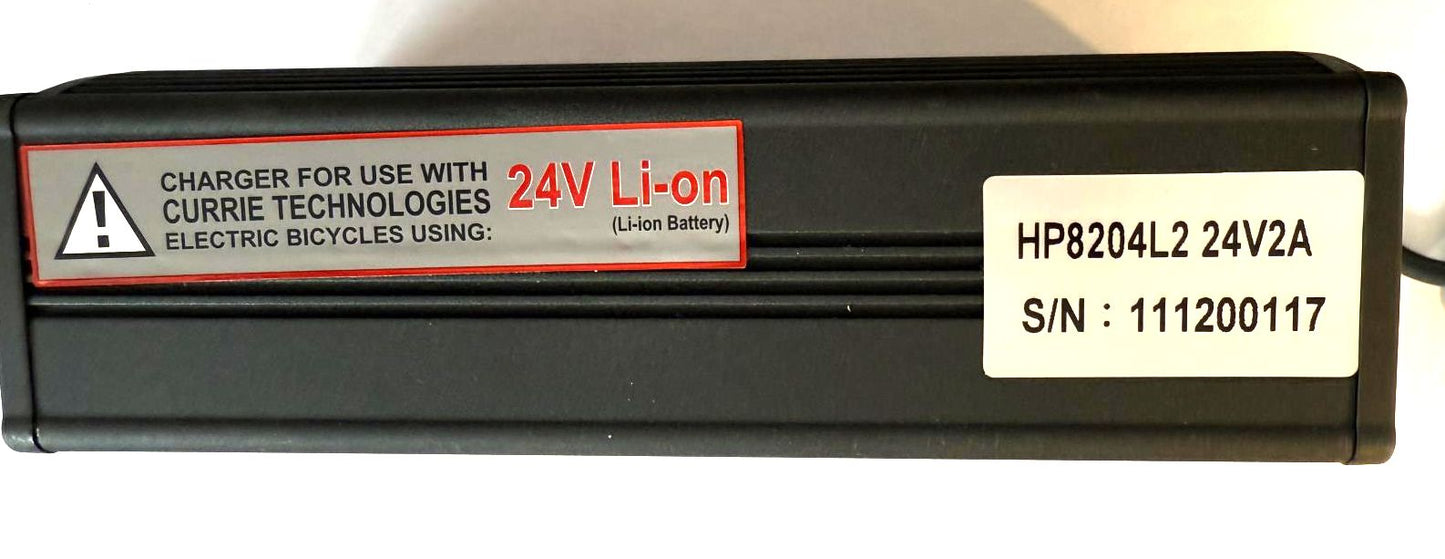 !
CHARGER FOR USE WITH
CURRIE TECHNOLOGIES
ELECTRIC BICYCLES USING:
24V Li-on
(Li-ion Battery)
HP8204L2 24V2A
S/N : 111200117